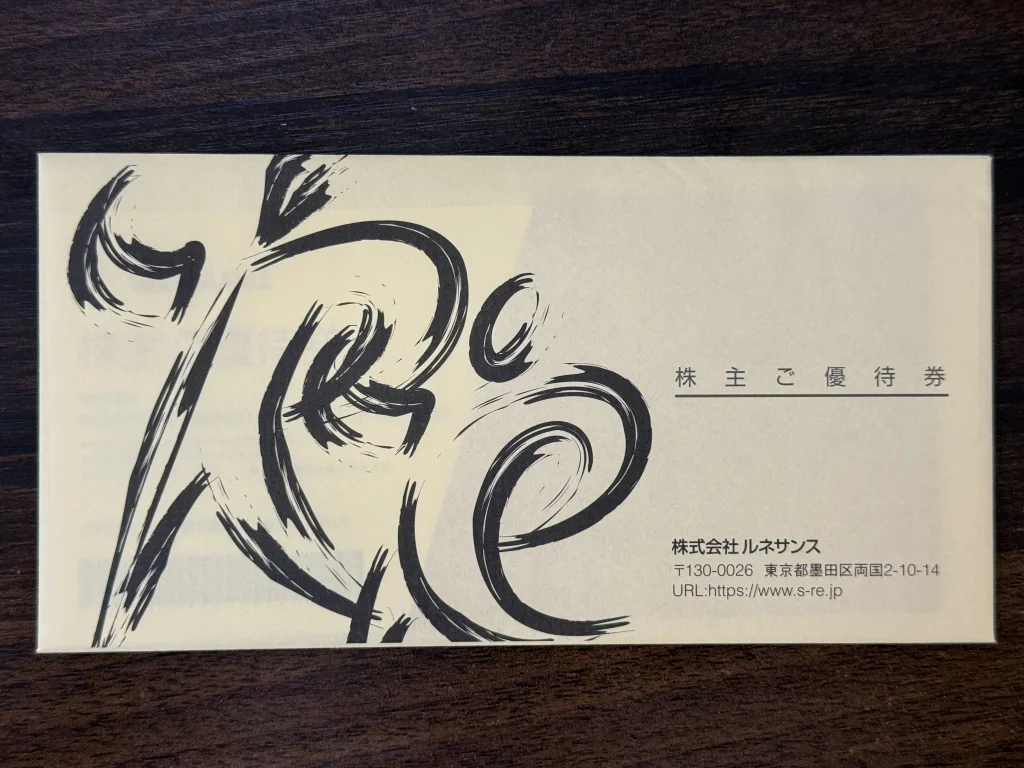 Re
株主ご優待券
株式会社ルネサンス
〒130-0026 東京都墨田区両国2-10-14
URL:https://www.s-re.jp